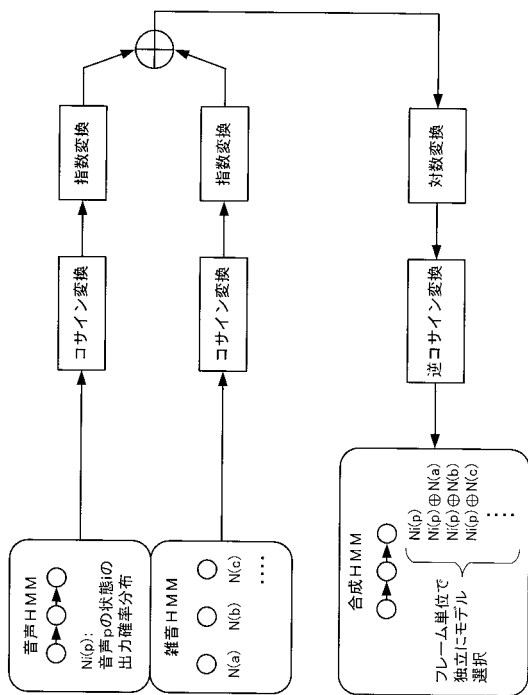 音声HMM
Ni(p):
音声pの状態iの
出力確率分布
コサイン変換
指数変換
雑音HMM
N(a)
N(b)
N(c)
....
コサイン変換
指数変換
対数変換
逆コサイン変換
合成HMM
フレーム単位で
独立にモデル
選択
Ni(p)
Ni(p)⊕N(a)
Ni(p)⊕N(b)
Ni(p)⊕N(c)